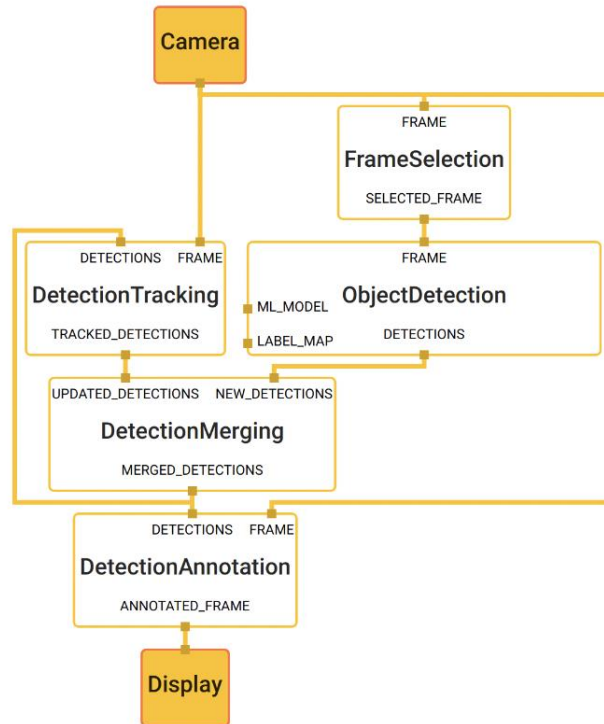 Camera
FRAME
FrameSelection
SELECTED_FRAME
DETECTIONS FRAME
DetectionTracking
TRACKED_DETECTIONS
FRAME
ML_MODEL
ObjectDetection
LABEL_MAP
DETECTIONS
UPDATED_DETECTIONS NEW_DETECTIONS
DetectionMerging
MERGED_DETECTIONS
DETECTIONS FRAME
DetectionAnnotation
ANNOTATED_FRAME
Display